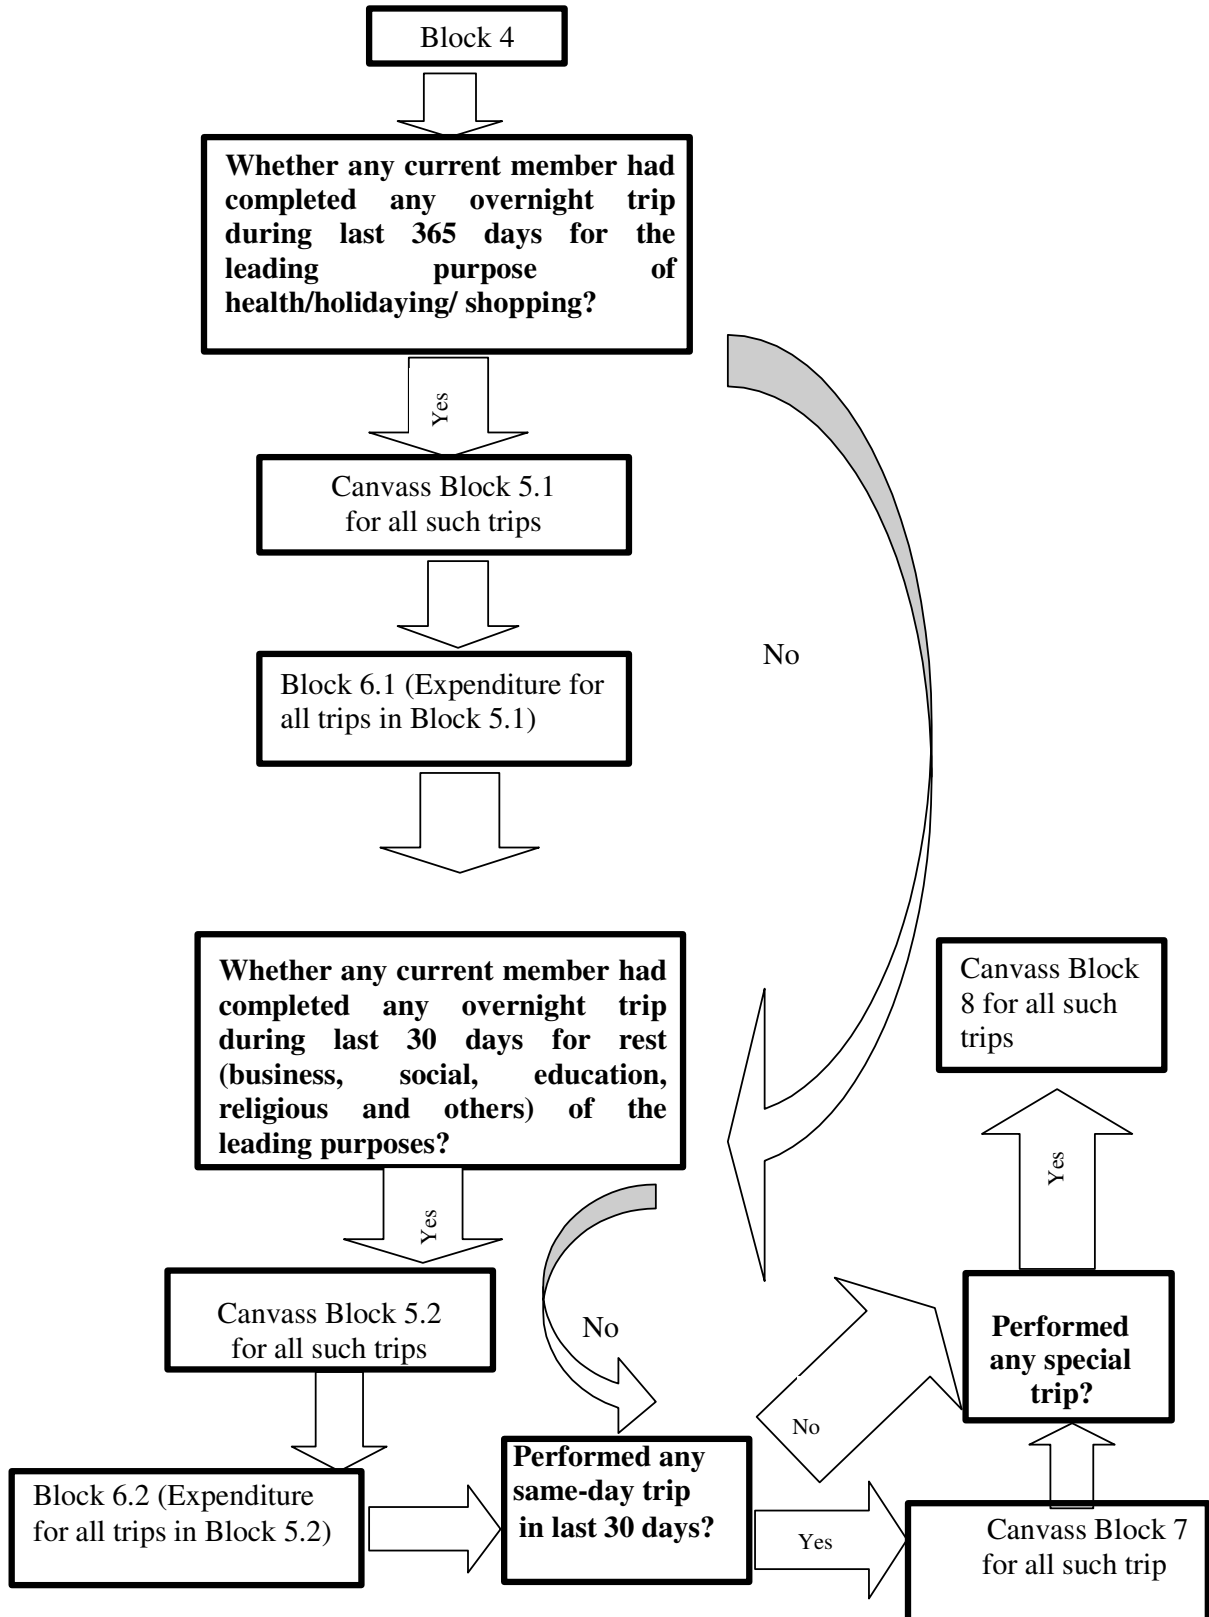 Block 4
Whether any current member had
completed any overnight trip
during last 365 days for the
leading purpose of
health/holidaying/ shopping?
Yes
Canvass Block 5.1
for all such trips
No
Block 6.1 (Expenditure for
all trips in Block 5.1)
Whether any current member had
completed any overnight trip
during last 30 days for rest
(business, social, education,
religious and others) of the
leading purposes?
Canvass Block
8 for all such
trips
Yes
Yes
Canvass Block 5.2
for all such trips
No
Performed
any special
trip?
No
Block 6.2 (Expenditure
for all trips in Block 5.2)
Performed any
same-day trip
in last 30 days?
Yes
Canvass Block 7
for all such trip